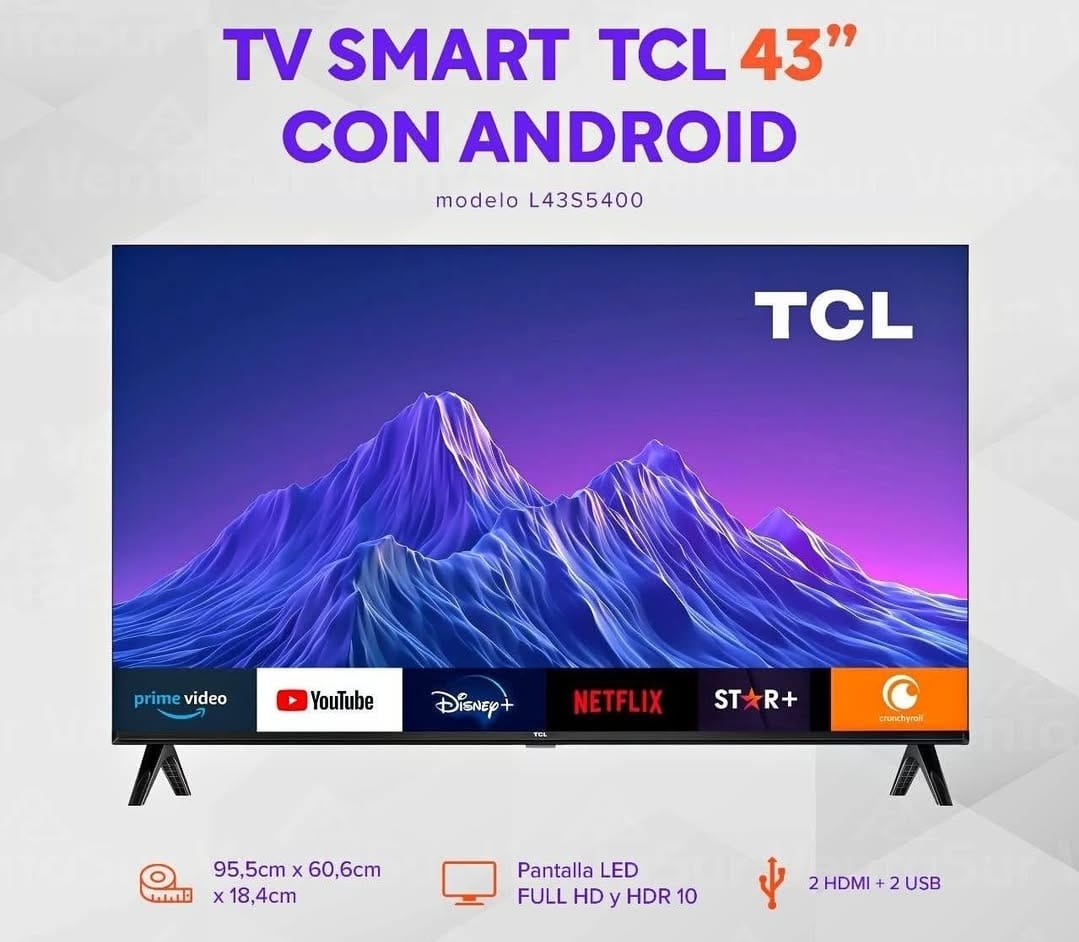 TV SMART TCL 43”
CON ANDROID
modelo L43S5400
TCL
prime video
YouTube
Disney+
NETFLIX
ST★R+
crunchyroll
TCL
95,5cm x 60,6cm
x 18,4cm
Pantalla LED
FULL HD y HDR 10
2 HDMI + 2 USB